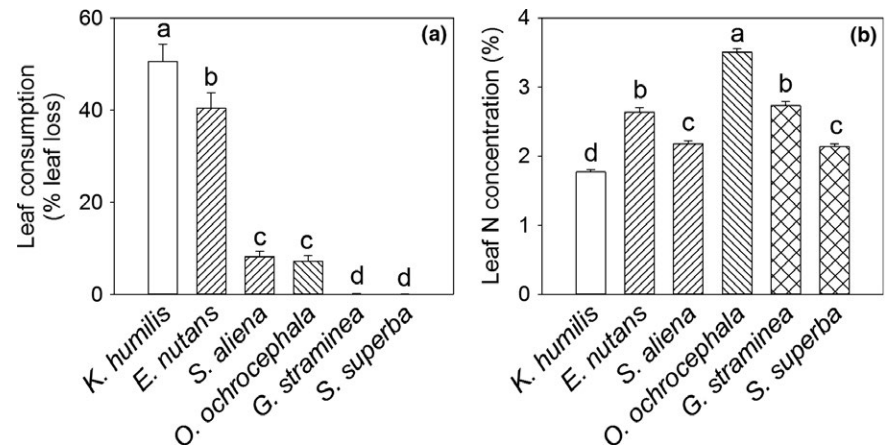 (a)
Leaf consumption
(% leaf loss)
60
40
20
0
a
b
c
c
d
d
K. humilis
E. nutans
S. aliena
O. ochrocephala
G. straminea
S. superba
(b)
Leaf N concentration (%)
4
3
2
1
0
d
b
c
a
b
c
K. humilis
E. nutans
S. aliena
O. ochrocephala
G. straminea
S. superba